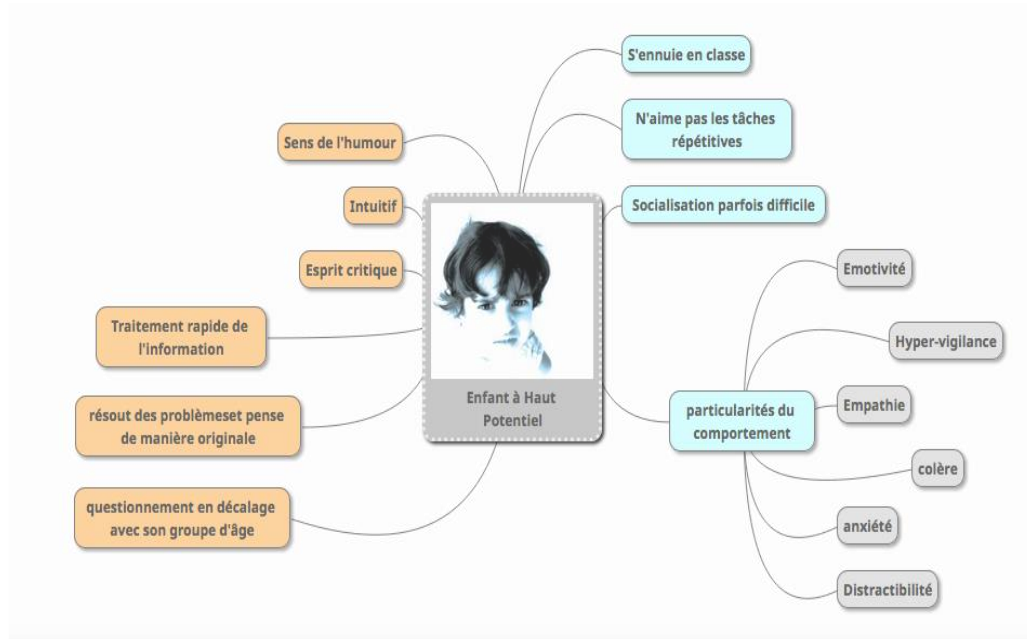 Sens de l'humour
Intuitif
Esprit critique
Traitement rapide de
l'information
résout des problèmeset pense
de manière originale
questionnement en décalage
avec son groupe d'âge
Enfant à Haut
Potentiel
S'ennuie en classe
N'aime pas les tâches
répétitives
Socialisation parfois difficile
particularités du
comportement
Emotivité
Hyper-vigilance
Empathie
colère
anxiété
Distractibilité